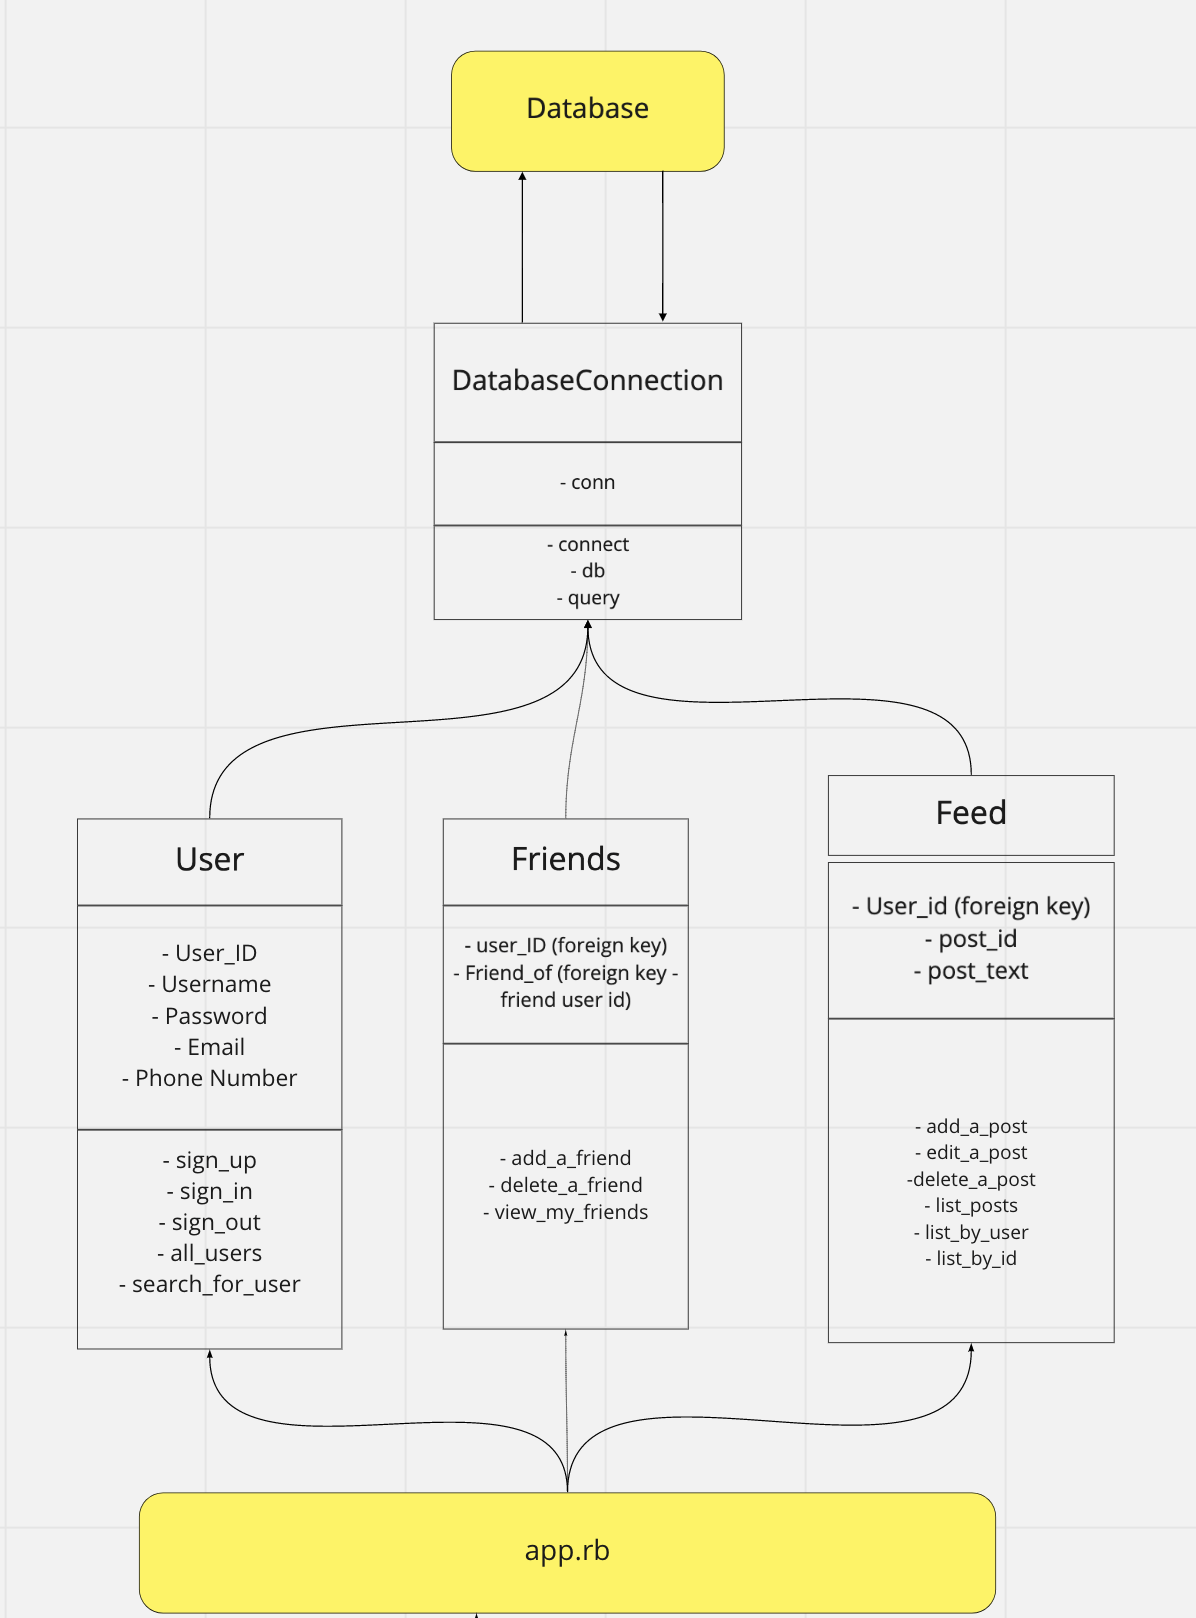 Database
DatabaseConnection
- conn
- connect
- db
- query
User
- User_ID
- Username
- Password
- Email
- Phone Number
- sign_up
- sign_in
- sign_out
- all_users
- search_for_user
Friends
- user_ID (foreign key)
- Friend_of (foreign key -
friend user id)
- add_a_friend
- delete_a_friend
- view_my_friends
Feed
- User_id (foreign key)
- post_id
- post_text
- add_a_post
- edit_a_post
-delete_a_post
- list_posts
- list_by_user
- list_by_id
app.rb